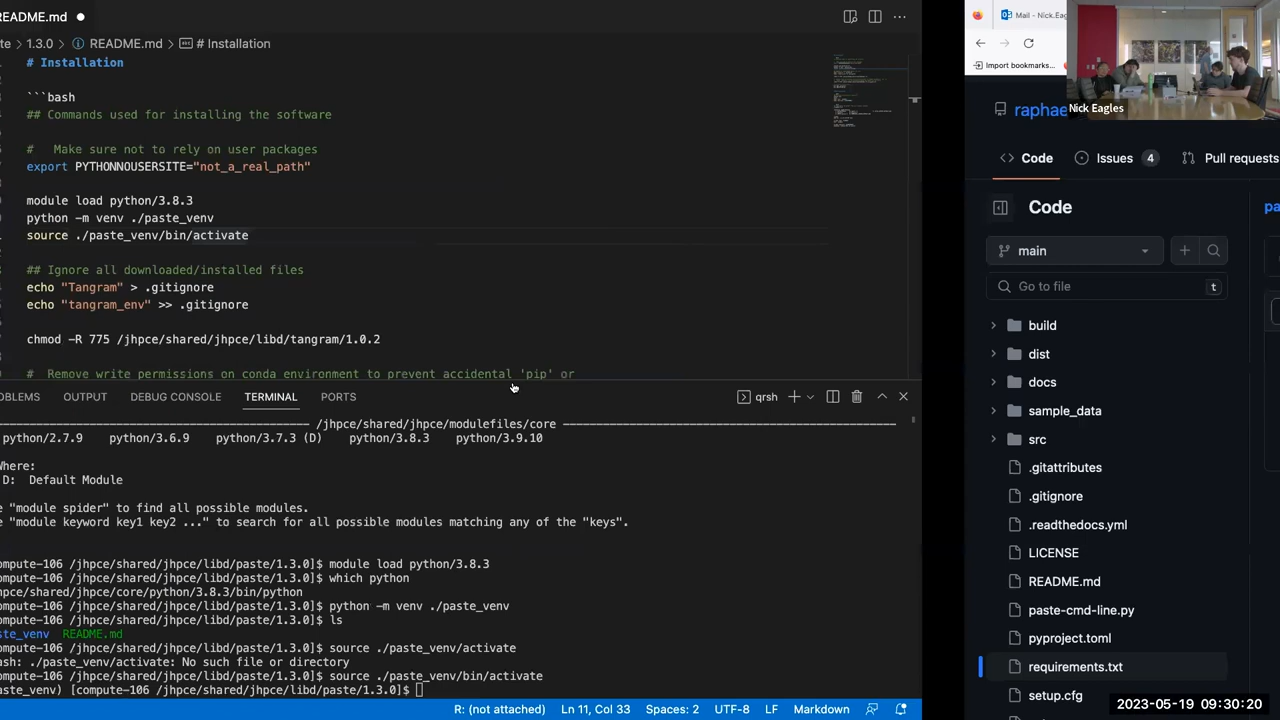 README.md
te > 1.3.0 > README.md > # Installation
# Installation
```bash
## Commands used for installing the software
#   Make sure not to rely on user packages
export PYTHONNOUSERSITE="not_a_real_path"
module load python/3.8.3
python -m venv ./paste_venv
source ./paste_venv/bin/activate
## Ignore all downloaded/installed files
echo "Tangram" > .gitignore
echo "tangram_env" >> .gitignore
chmod -R 775 /jhpce/shared/jhpce/libd/tangram/1.0.2
#  Remove write permissions on conda environment to prevent accidental 'pip' or
OBLEMS OUTPUT DEBUG CONSOLE TERMINAL PORTS
qrsh
/jhpce/shared/jhpce/modulefiles/core
python/2.7.9 python/3.6.9 python/3.7.3 (D) python/3.8.3 python/3.9.10
Where:
D: Default Module
e "module spider" to find all possible modules.
e "module keyword key1 key2 ..." to search for all possible modules matching any of the "keys".
ompute-106 /jhpce/shared/jhpce/libd/paste/1.3.0]$ module load python/3.8.3
ompute-106 /jhpce/shared/jhpce/libd/paste/1.3.0]$ which python
hpce/shared/jhpce/core/python/3.8.3/bin/python
ompute-106 /jhpce/shared/jhpce/libd/paste/1.3.0]$ python -m venv ./paste_venv
ompute-106 /jhpce/shared/jhpce/libd/paste/1.3.0]$ ls
ste_venv README.md
ompute-106 /jhpce/shared/jhpce/libd/paste/1.3.0]$ source ./paste_venv/activate
ash: ./paste_venv/activate: No such file or directory
ompute-106 /jhpce/shared/jhpce/libd/paste/1.3.0]$ source ./paste_venv/bin/activate
aste_venv) [compute-106 /jhpce/shared/jhpce/libd/paste/1.3.0]$
R: (not attached) Ln 11, Col 33 Spaces: 2 UTF-8 LF Markdown
Mail - Nick.Eag
Import bookmarks...
Nick Eagles
raphae
Code Issues 4 Pull requests
Code
pa
main
Go to file t
build
dist
docs
sample_data
src
.gitattributes
.gitignore
.readthedocs.yml
LICENSE
README.md
paste-cmd-line.py
pyproject.toml
requirements.txt
setup.cfg
2023-05-19 09:30:20